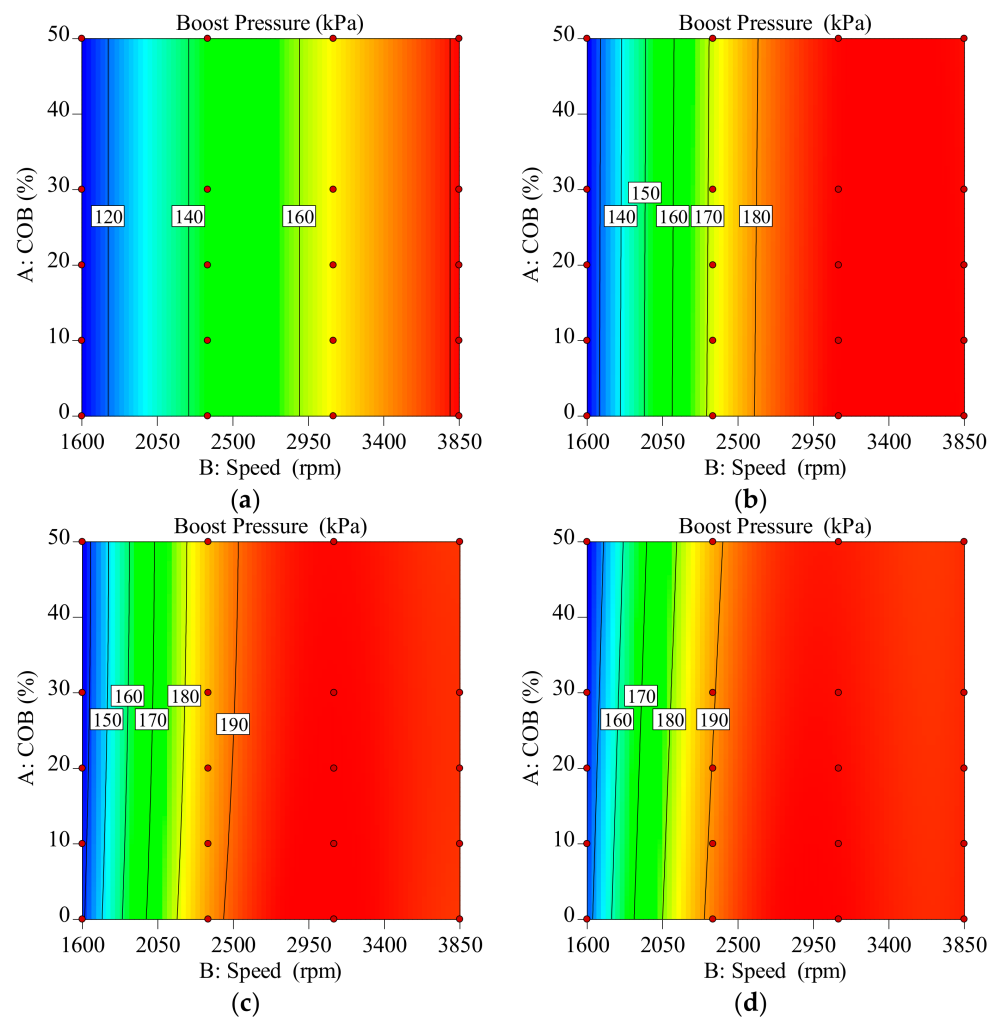 Boost Pressure (kPa)
50
40
30
20
10
0
A: COB (%)
120
140
160
1600 2050 2500 2950 3400 3850
B: Speed (rpm)
(a)
Boost Pressure (kPa)
50
40
30
20
10
0
A: COB (%)
150
140 160 170 180
1600 2050 2500 2950 3400 3850
B: Speed (rpm)
(b)
Boost Pressure (kPa)
50
40
30
20
10
0
A: COB (%)
160 180
150 170 190
1600 2050 2500 2950 3400 3850
B: Speed (rpm)
(c)
Boost Pressure (kPa)
50
40
30
20
10
0
A: COB (%)
170
160 180 190
1600 2050 2500 2950 3400 3850
B: Speed (rpm)
(d)